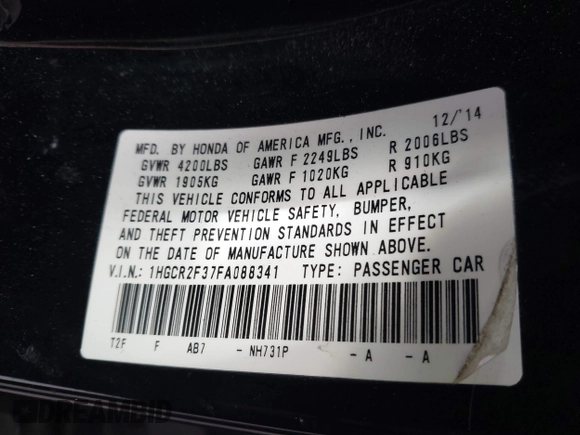 12/'14
MFD. BY HONDA OF AMERICA MFG., INC.
GVWR 4200LBS GAWR F 2249LBS R 2006LBS
GVWR 1905KG GAWR F 1020KG R 910KG
THIS VEHICLE CONFORMS TO ALL APPLICABLE
FEDERAL MOTOR VEHICLE SAFETY, BUMPER,
AND THEFT PREVENTION STANDARDS IN EFFECT
ON THE DATE OF MANUFACTURE SHOWN ABOVE.
V.I.N.: 1HGCR2F37FA088341 TYPE: PASSENGER CAR
T2F F AB7 - NH731P - A - A
DREAMBID